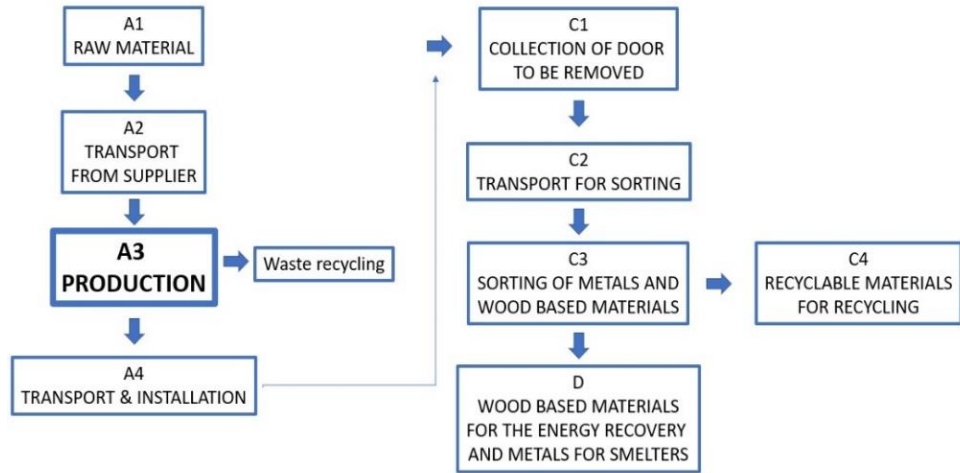 A1
RAW MATERIAL
A2
TRANSPORT
FROM SUPPLIER
A3
PRODUCTION
Waste recycling
A4
TRANSPORT & INSTALLATION
C1
COLLECTION OF DOOR
TO BE REMOVED
C2
TRANSPORT FOR SORTING
C3
SORTING OF METALS AND
WOOD BASED MATERIALS
C4
RECYCLABLE MATERIALS
FOR RECYCLING
D
WOOD BASED MATERIALS
FOR THE ENERGY RECOVERY
AND METALS FOR SMELTERS